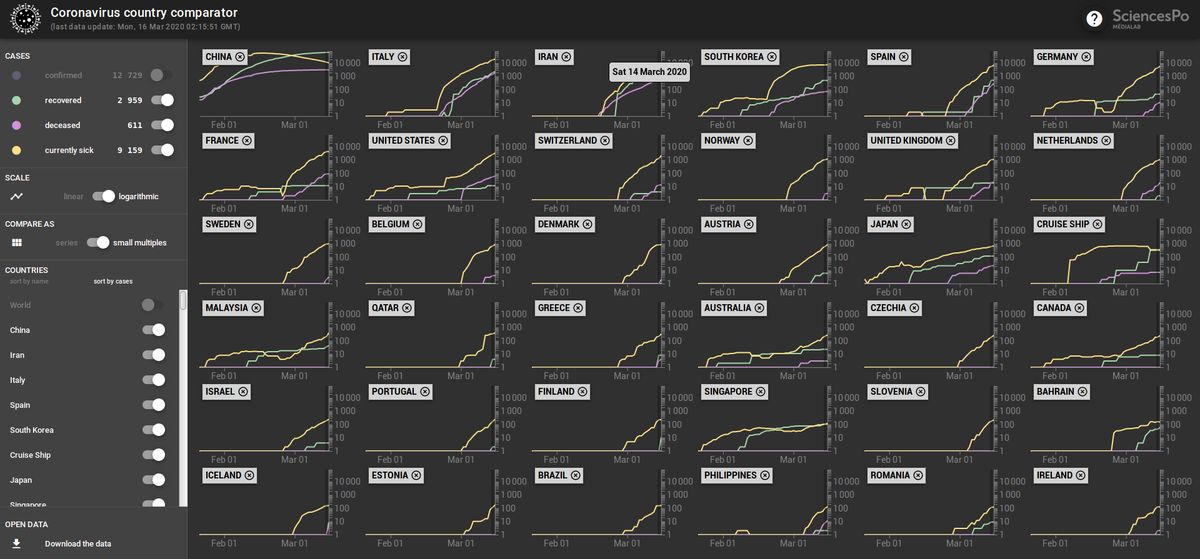 Coronavirus country comparator
(last data update: Mon, 16 Mar 2020 02:15:51 GMT)
?
SciencesPo
MÉDIALAB
CASES
confirmed 12 729
recovered 2 959
deceased 611
currently sick 9 159
SCALE
linear logarithmic
COMPARE AS
series small multiples
COUNTRIES
sort by name sort by cases
World
China
Iran
Italy
Spain
South Korea
Cruise Ship
Japan
Singapore
OPEN DATA
Download the data
CHINA
10 000
1 000
100
10
1
Feb 01 Mar 01
ITALY
10 000
1 000
100
10
1
Feb 01 Mar 01
IRAN
Sat 14 March 2020
100
10
1
Feb 01 Mar 01
SOUTH KOREA
10 000
1 000
100
10
1
Feb 01 Mar 01
SPAIN
10 000
1 000
100
10
1
Feb 01 Mar 01
GERMANY
10 000
1 000
100
10
1
Feb 01 Mar 01
FRANCE
10 000
1 000
100
10
1
Feb 01 Mar 01
UNITED STATES
10 000
1 000
100
10
1
Feb 01 Mar 01
SWITZERLAND
10 000
1 000
100
10
1
Feb 01 Mar 01
NORWAY
10 000
1 000
100
10
1
Feb 01 Mar 01
UNITED KINGDOM
10 000
1 000
100
10
1
Feb 01 Mar 01
NETHERLANDS
10 000
1 000
100
10
1
Feb 01 Mar 01
SWEDEN
10 000
1 000
100
10
1
Feb 01 Mar 01
BELGIUM
10 000
1 000
100
10
1
Feb 01 Mar 01
DENMARK
10 000
1 000
100
10
1
Feb 01 Mar 01
AUSTRIA
10 000
1 000
100
10
1
Feb 01 Mar 01
JAPAN
10 000
1 000
100
10
1
Feb 01 Mar 01
CRUISE SHIP
10 000
1 000
100
10
1
Feb 01 Mar 01
MALAYSIA
10 000
1 000
100
10
1
Feb 01 Mar 01
QATAR
10 000
1 000
100
10
1
Feb 01 Mar 01
GREECE
10 000
1 000
100
10
1
Feb 01 Mar 01
AUSTRALIA
10 000
1 000
100
10
1
Feb 01 Mar 01
CZECHIA
10 000
1 000
100
10
1
Feb 01 Mar 01
CANADA
10 000
1 000
100
10
1
Feb 01 Mar 01
ISRAEL
10 000
1 000
100
10
1
Feb 01 Mar 01
PORTUGAL
10 000
1 000
100
10
1
Feb 01 Mar 01
FINLAND
10 000
1 000
100
10
1
Feb 01 Mar 01
SINGAPORE
10 000
1 000
100
10
1
Feb 01 Mar 01
SLOVENIA
10 000
1 000
100
10
1
Feb 01 Mar 01
BAHRAIN
10 000
1 000
100
10
1
Feb 01 Mar 01
ICELAND
10 000
1 000
100
10
1
Feb 01 Mar 01
ESTONIA
10 000
1 000
100
10
1
Feb 01 Mar 01
BRAZIL
10 000
1 000
100
10
1
Feb 01 Mar 01
PHILIPPINES
10 000
1 000
100
10
1
Feb 01 Mar 01
ROMANIA
10 000
1 000
100
10
1
Feb 01 Mar 01
IRELAND
10 000
1 000
100
10
1
Feb 01 Mar 01